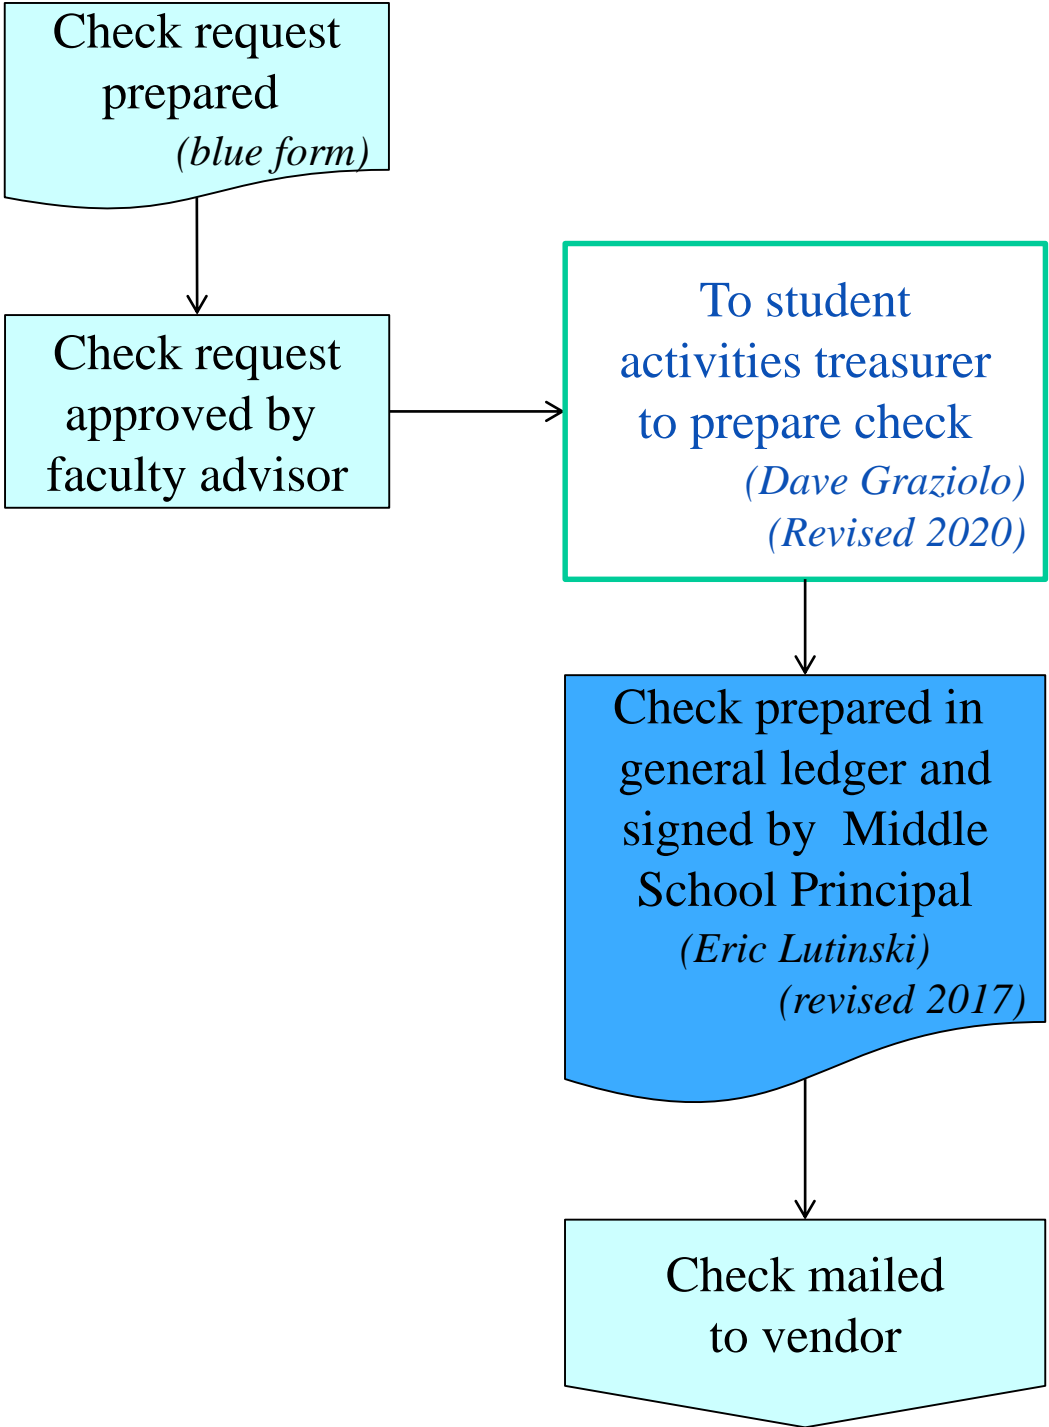 Check request
prepared
(blue form)
Check request
approved by
faculty advisor
To student
activities treasurer
to prepare check
(Dave Graziolo)
(Revised 2020)
Check prepared in
general ledger and
signed by  Middle
School Principal
(Eric Lutinski)
(revised 2017)
Check mailed
to vendor